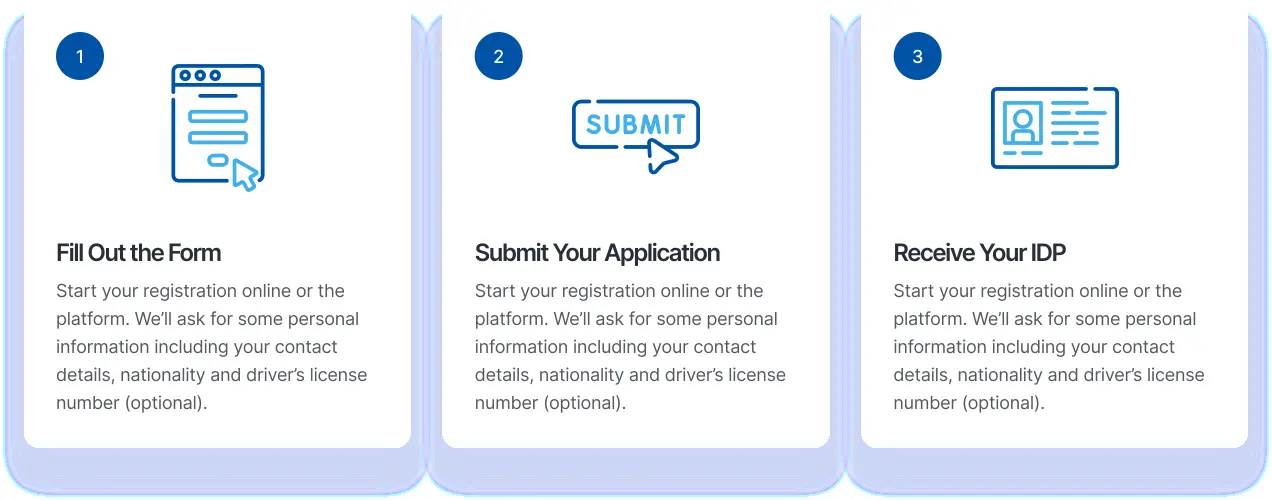 1
SUBMIT
2
3
Fill Out the Form
Start your registration online or the
platform. We’ll ask for some personal
information including your contact
details, nationality and driver’s license
number (optional).
Submit Your Application
Start your registration online or the
platform. We’ll ask for some personal
information including your contact
details, nationality and driver’s license
number (optional).
Receive Your IDP
Start your registration online or the
platform. We’ll ask for some personal
information including your contact
details, nationality and driver’s license
number (optional).